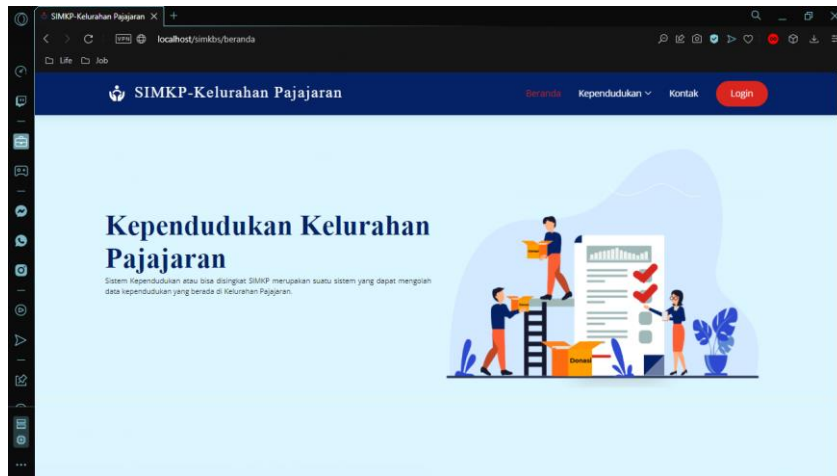 SIMKP-Kelurahan Pajajaran
VPN localhost/simkbs/beranda
Life Job
SIMKP-Kelurahan Pajajaran Beranda Kependudukan Kontak Login
Kependudukan Kelurahan
Pajajaran
Sistem Kependudukan atau bisa disingkat SIMKP merupakan suatu sistem yang dapat mengolah
data kependudukan yang berada di Kelurahan Pajajaran.
Donasi